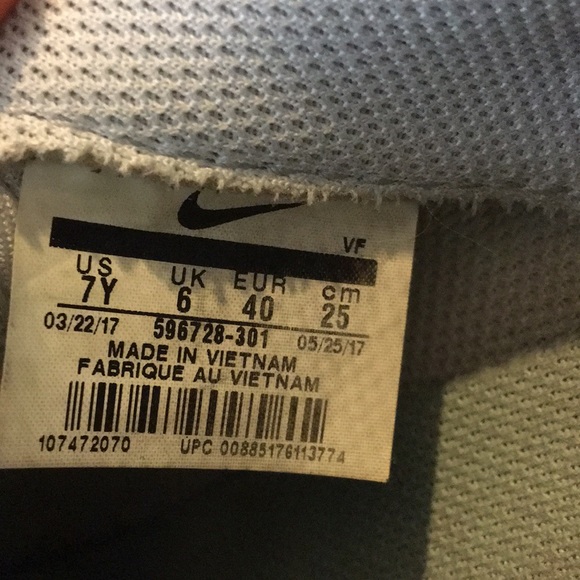 VF
US UK EUR cm
7Y 6 40 25
03/22/17 596728-301 05/25/17
MADE IN VIETNAM
FABRIQUE AU VIETNAM
107472070 UPC 00885176113774